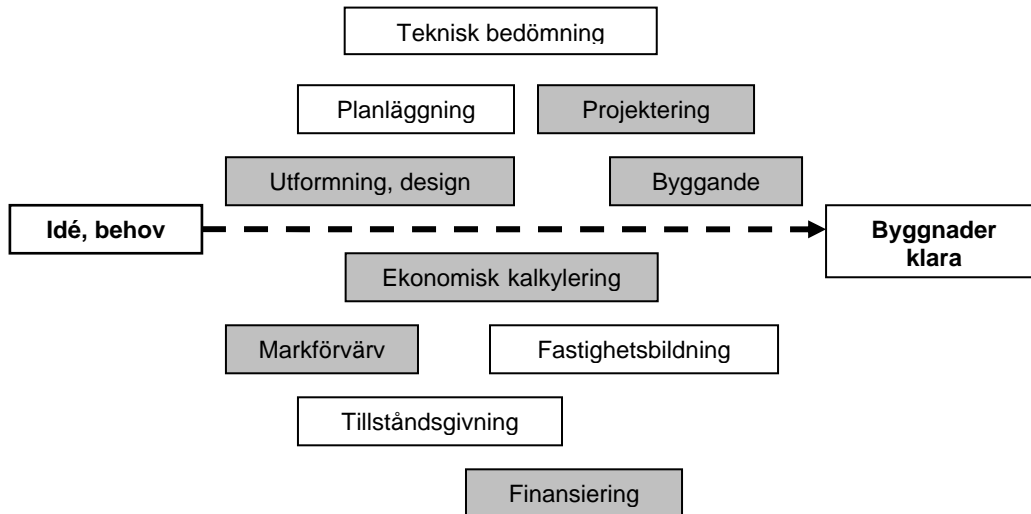 Teknisk bedömning
Planläggning
Projektering
Utformning, design
Byggande
Idé, behov
Byggnader
klara
Ekonomisk kalkylering
Markförvärv
Fastighetsbildning
Tillståndsgivning
Finansiering